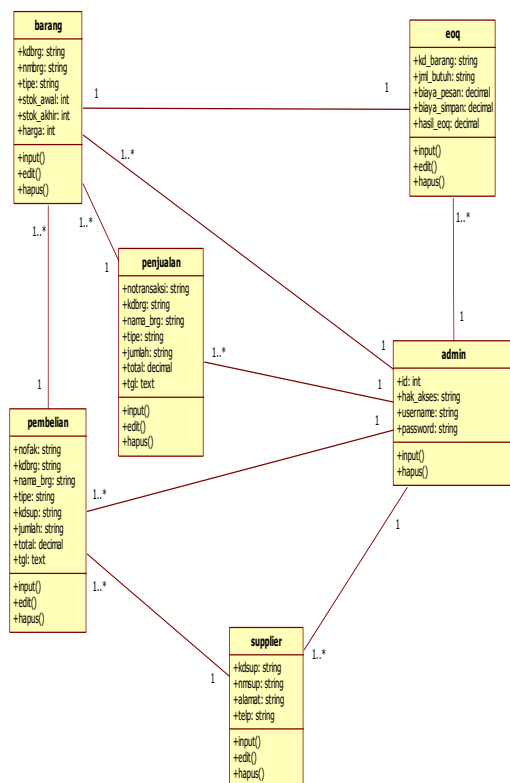 barang
+kdbrg: string
+nmbrg: string
+tipe: string
+stok_awal: int
+stok_akhir: int
+harga: int
+input()
+edit()
+hapus()
eoq
+kd_barang: string
+jml_butuh: string
+biaya_pesan: decimal
+biaya_simpan: decimal
+hasil_eoq: decimal
+input()
+edit()
+hapus()
1
1
1..*
1..*
1..*
1..*
1
penjualan
+notransaksi: string
+kdbrg: string
+nama_brg: string
+tipe: string
+jumlah: string
+total: decimal
+tgl: text
+input()
+edit()
+hapus()
1
1
1..*
1
1
admin
+id: int
+hak_akses: string
+username: string
+password: string
+input()
+hapus()
pembelian
+nofak: string
+kdbrg: string
+nama_brg: string
+tipe: string
+kdsup: string
+jumlah: string
+total: decimal
+tgl: text
+input()
+edit()
+hapus()
1
1..*
1
1..*
1
1..*
supplier
+kdsup: string
+nmsup: string
+alamat: string
+telp: string
+input()
+edit()
+hapus()